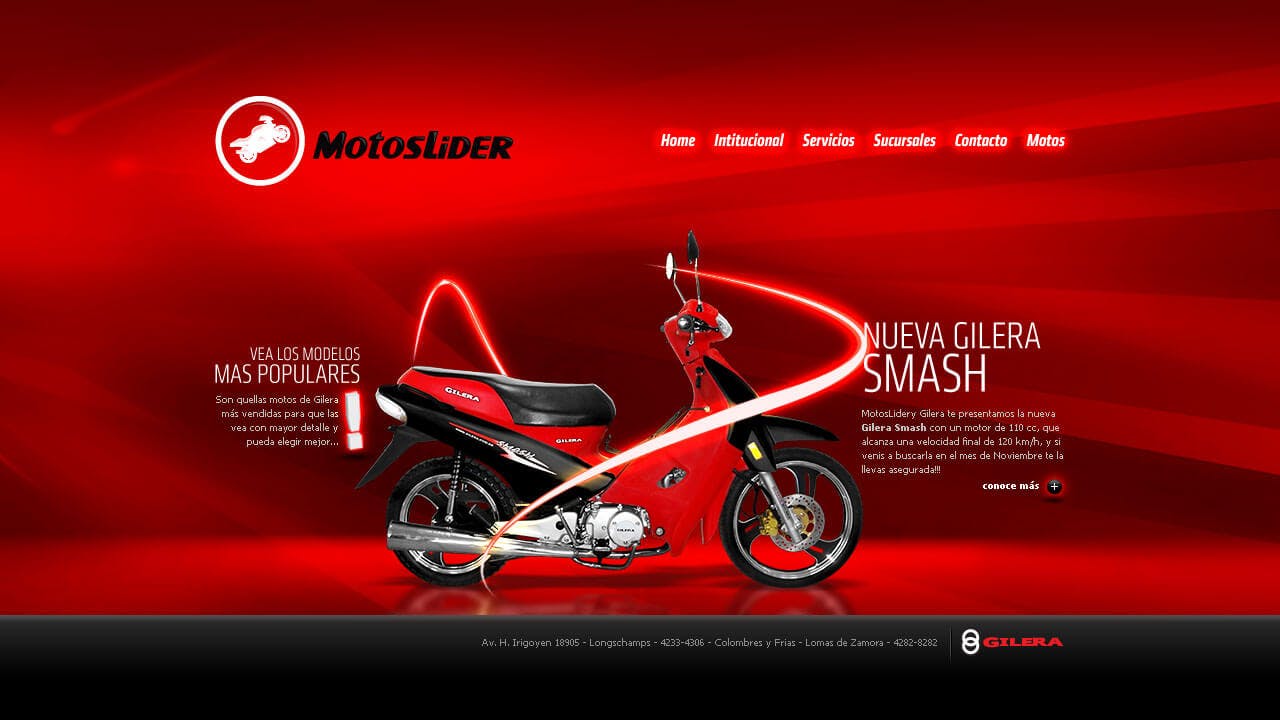 MotosLider
Home Intitucional Servicios Sucursales Contacto Motos
VEA LOS MODELOS
MAS POPULARES
Son quellas motos de Gilera
más vendidas para que las
vea con mayor detalle y
pueda elegir mejor...
!
GILERA
GILERA
SMASH
GILERA
NUEVA GILERA
SMASH
MotosLidery Gilera te presentamos la nueva
Gilera Smash con un motor de 110 cc, que
alcanza una velocidad final de 120 km/h, y si
venis a buscarla en el mes de Noviembre te la
llevas asegurada!!!
conoce más +
Av. H. Irigoyen 18905 - Longschamps - 4233-4306 - Colombres y Frias - Lomas de Zamora - 4282-8282
GILERA